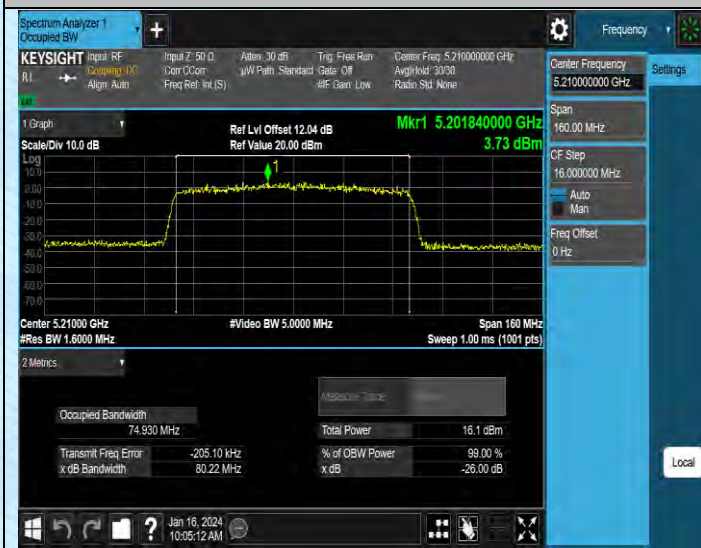 Spectrum Analyzer 1
Occupied BW
+
Frequency
KEYSIGHT
Input: RF
Coupling: DC
Align: Auto
Input Z: 50 Ω
Corr CCorr
Freq Ref: Int (S)
Atten: 30 dB
µW Path: Standard
Trig: Free Run
Gate: Off
#IF Gain: Low
Center Freq: 5.210000000 GHz
Avg|Hold: 30/30
Radio Std: None
Center Frequency
5.210000000 GHz
Settings
Span
160.00 MHz
CF Step
16.000000 MHz
Auto
Man
Freq Offset
0 Hz
1 Graph
Scale/Div 10.0 dB
Ref Lvl Offset 12.04 dB
Ref Value 20.00 dBm
Mkr1 5.201840000 GHz
3.73 dBm
Log
10.0
0.00
-10.0
-20.0
-30.0
-40.0
-50.0
-60.0
-70.0
1
Center 5.21000 GHz
#Video BW 5.0000 MHz
Span 160 MHz
#Res BW 1.6000 MHz
Sweep 1.00 ms (1001 pts)
2 Metrics
Measure Trace
Occupied Bandwidth
74.930 MHz
Total Power
16.1 dBm
Transmit Freq Error
-205.10 kHz
% of OBW Power
99.00 %
x dB Bandwidth
80.22 MHz
x dB
-26.00 dB
Local
?
Jan 16, 2024
10:05:12 AM